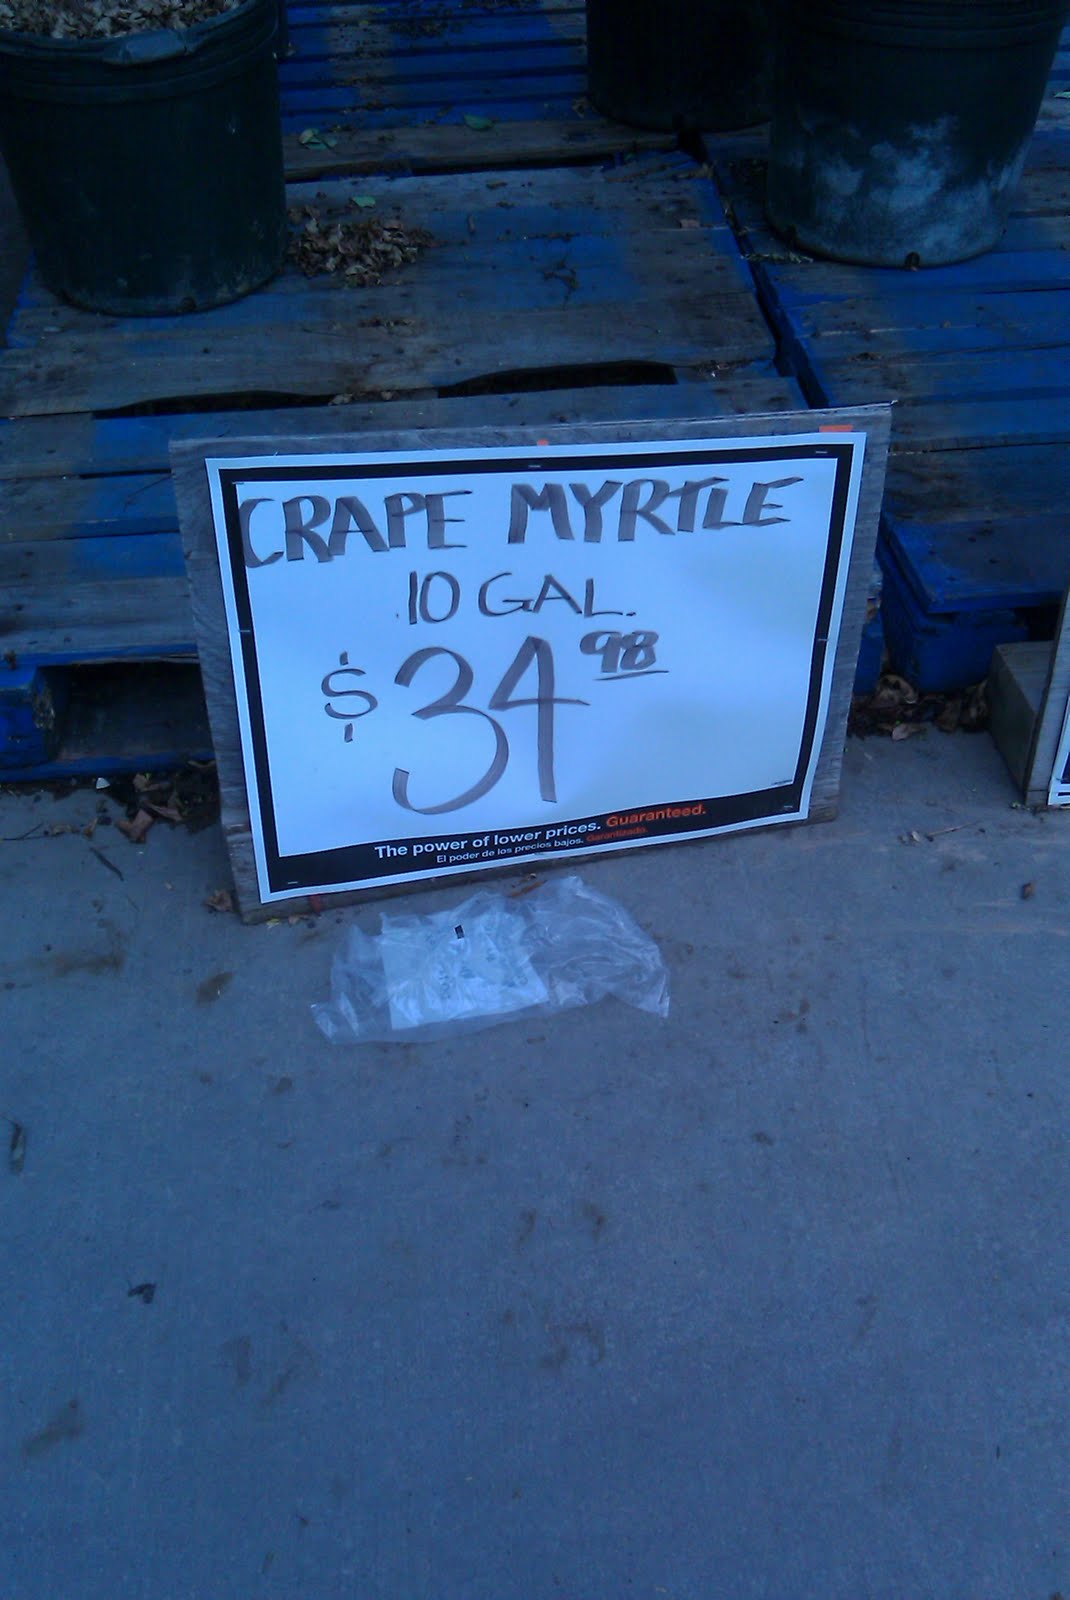 CRAPE MYRTLE
10 GAL.
$34 98
The power of lower prices. Guaranteed.
El poder de los precios bajos. Garantizado.